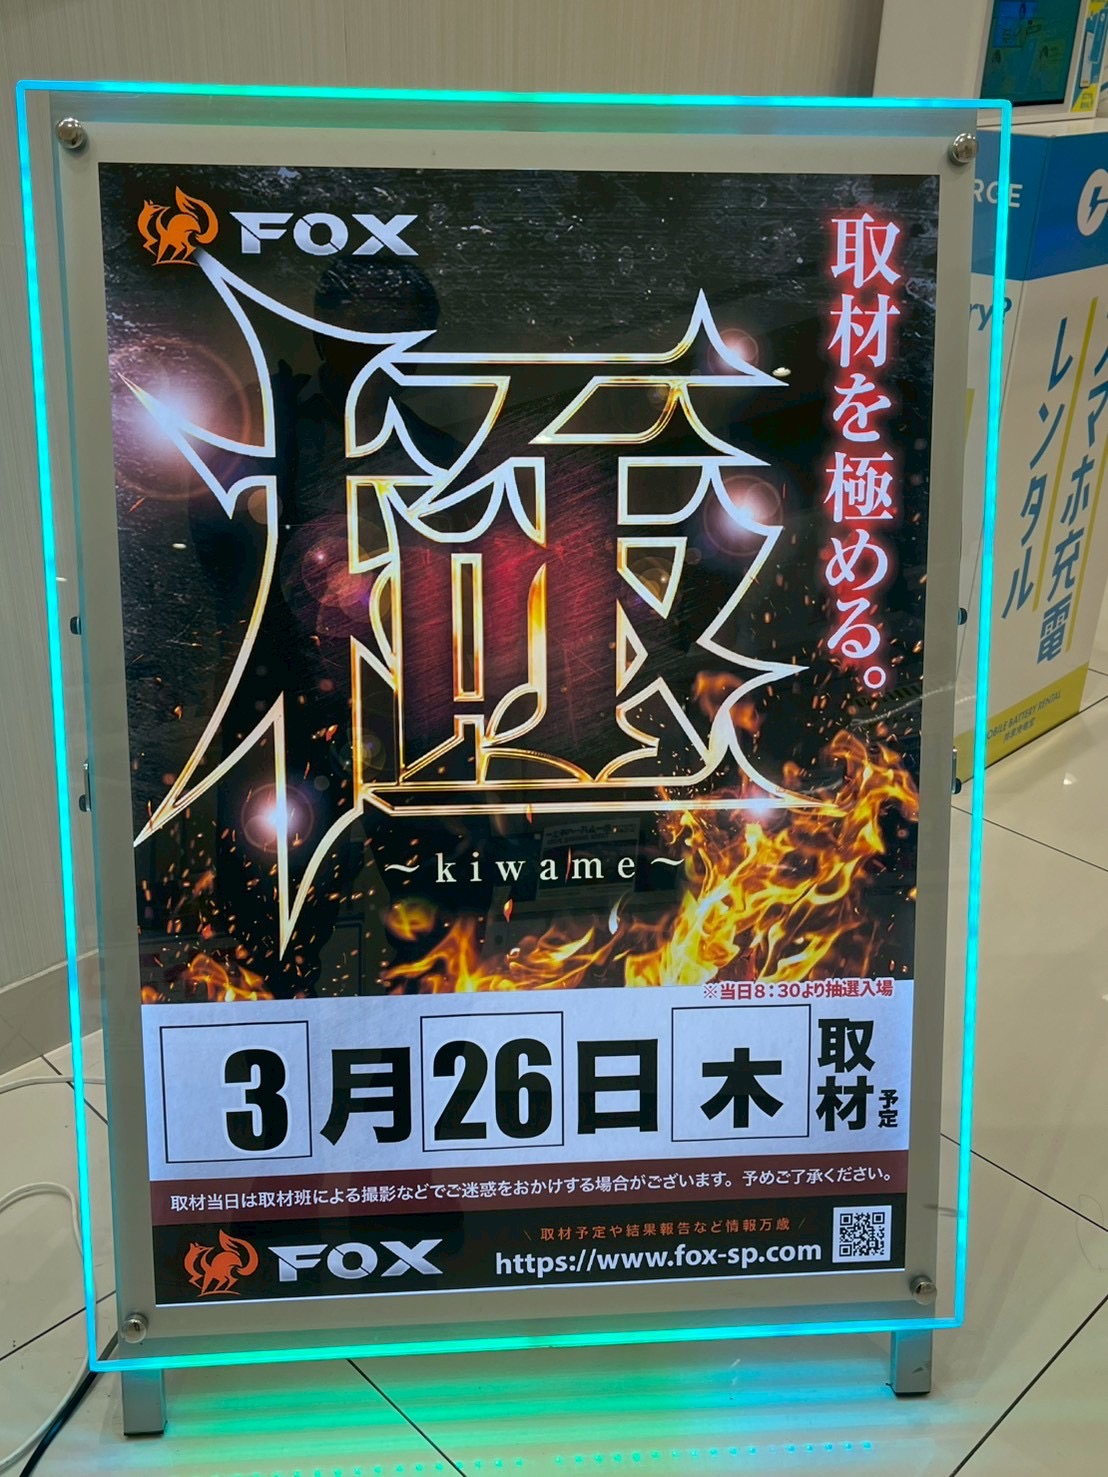 FOX
取材を極める。
極
~kiwame~
※当日8:30より抽選入場
3月26日木取材予定
取材当日は取材班による撮影などでご迷惑をおかけする場合がございます。予めご了承ください。
FOX
\ 取材予定や結果報告など情報万歳 /
https://www.fox-sp.com
RGE
ry?
スマホ充電
レンタル
MOBILE BATTERY RENTAL